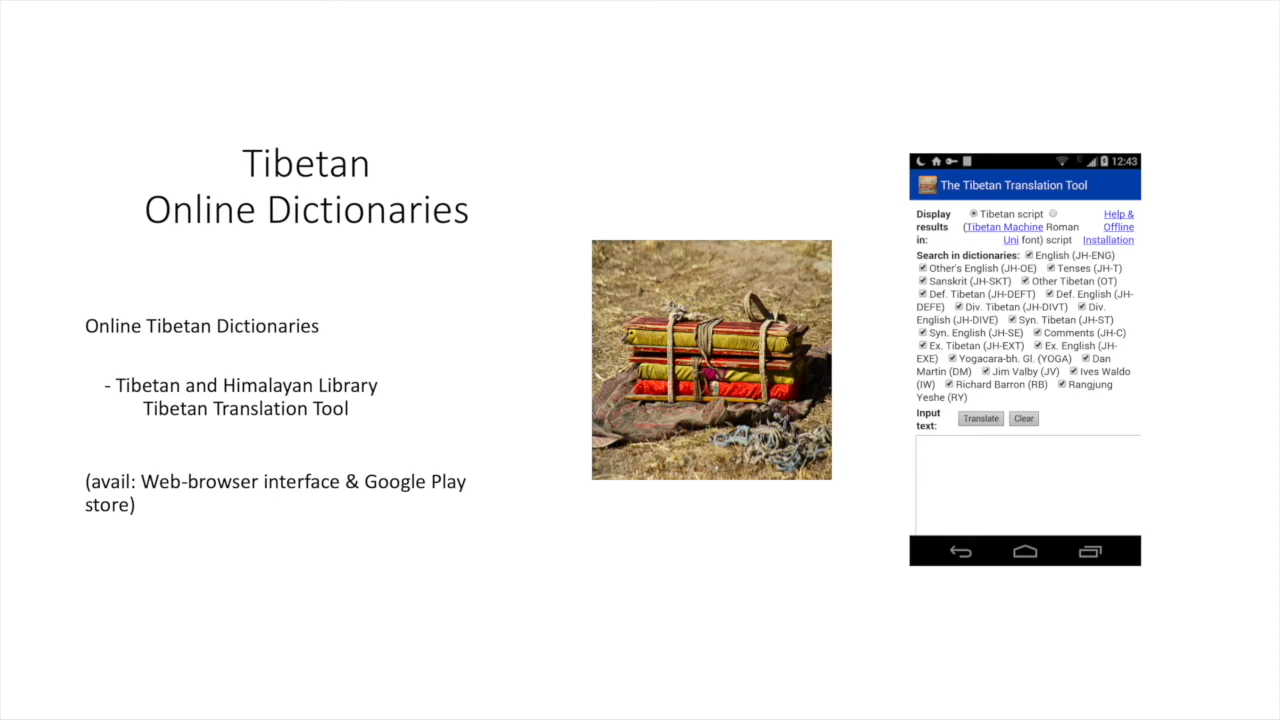 Tibetan
Online Dictionaries
Online Tibetan Dictionaries
- Tibetan and Himalayan Library
Tibetan Translation Tool
(avail: Web-browser interface & Google Play
store)
12:43
The Tibetan Translation Tool
Display results in:
Tibetan script
(Tibetan Machine Uni font)
Roman script
Help & Offline Installation
Search in dictionaries: English (JH-ENG)
Other's English (JH-OE) Tenses (JH-T)
Sanskrit (JH-SKT) Other Tibetan (OT)
Def. Tibetan (JH-DEFT) Def. English (JH-
DEFE) Div. Tibetan (JH-DIVT) Div.
English (JH-DIVE) Syn. Tibetan (JH-ST)
Syn. English (JH-SE) Comments (JH-C)
Ex. Tibetan (JH-EXT) Ex. English (JH-
EXE) Yogacara-bh. Gl. (YOGA) Dan
Martin (DM) Jim Valby (JV) Ives Waldo
(IW) Richard Barron (RB) Rangjung
Yeshe (RY)
Input
text: Translate Clear